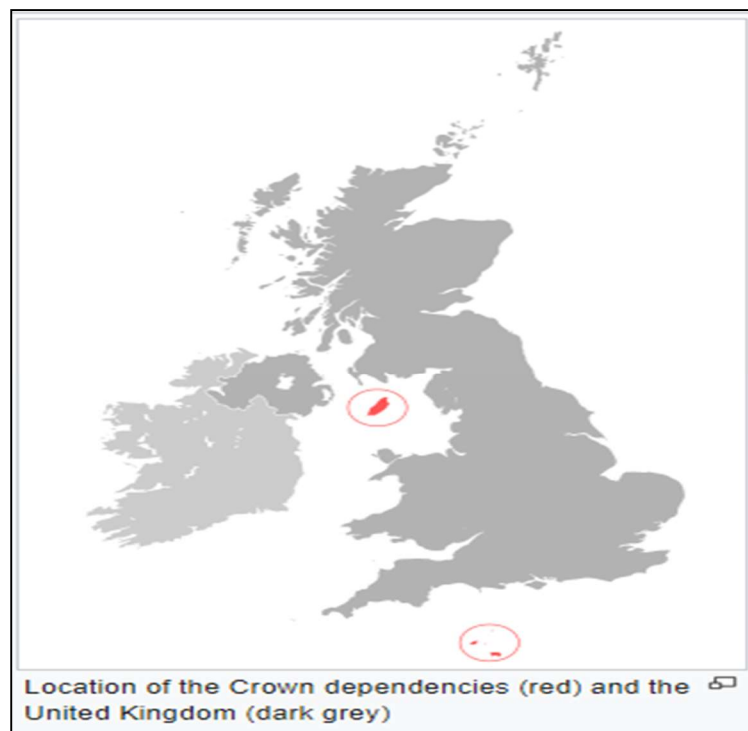 Location of the Crown dependencies (red) and the
United Kingdom (dark grey)